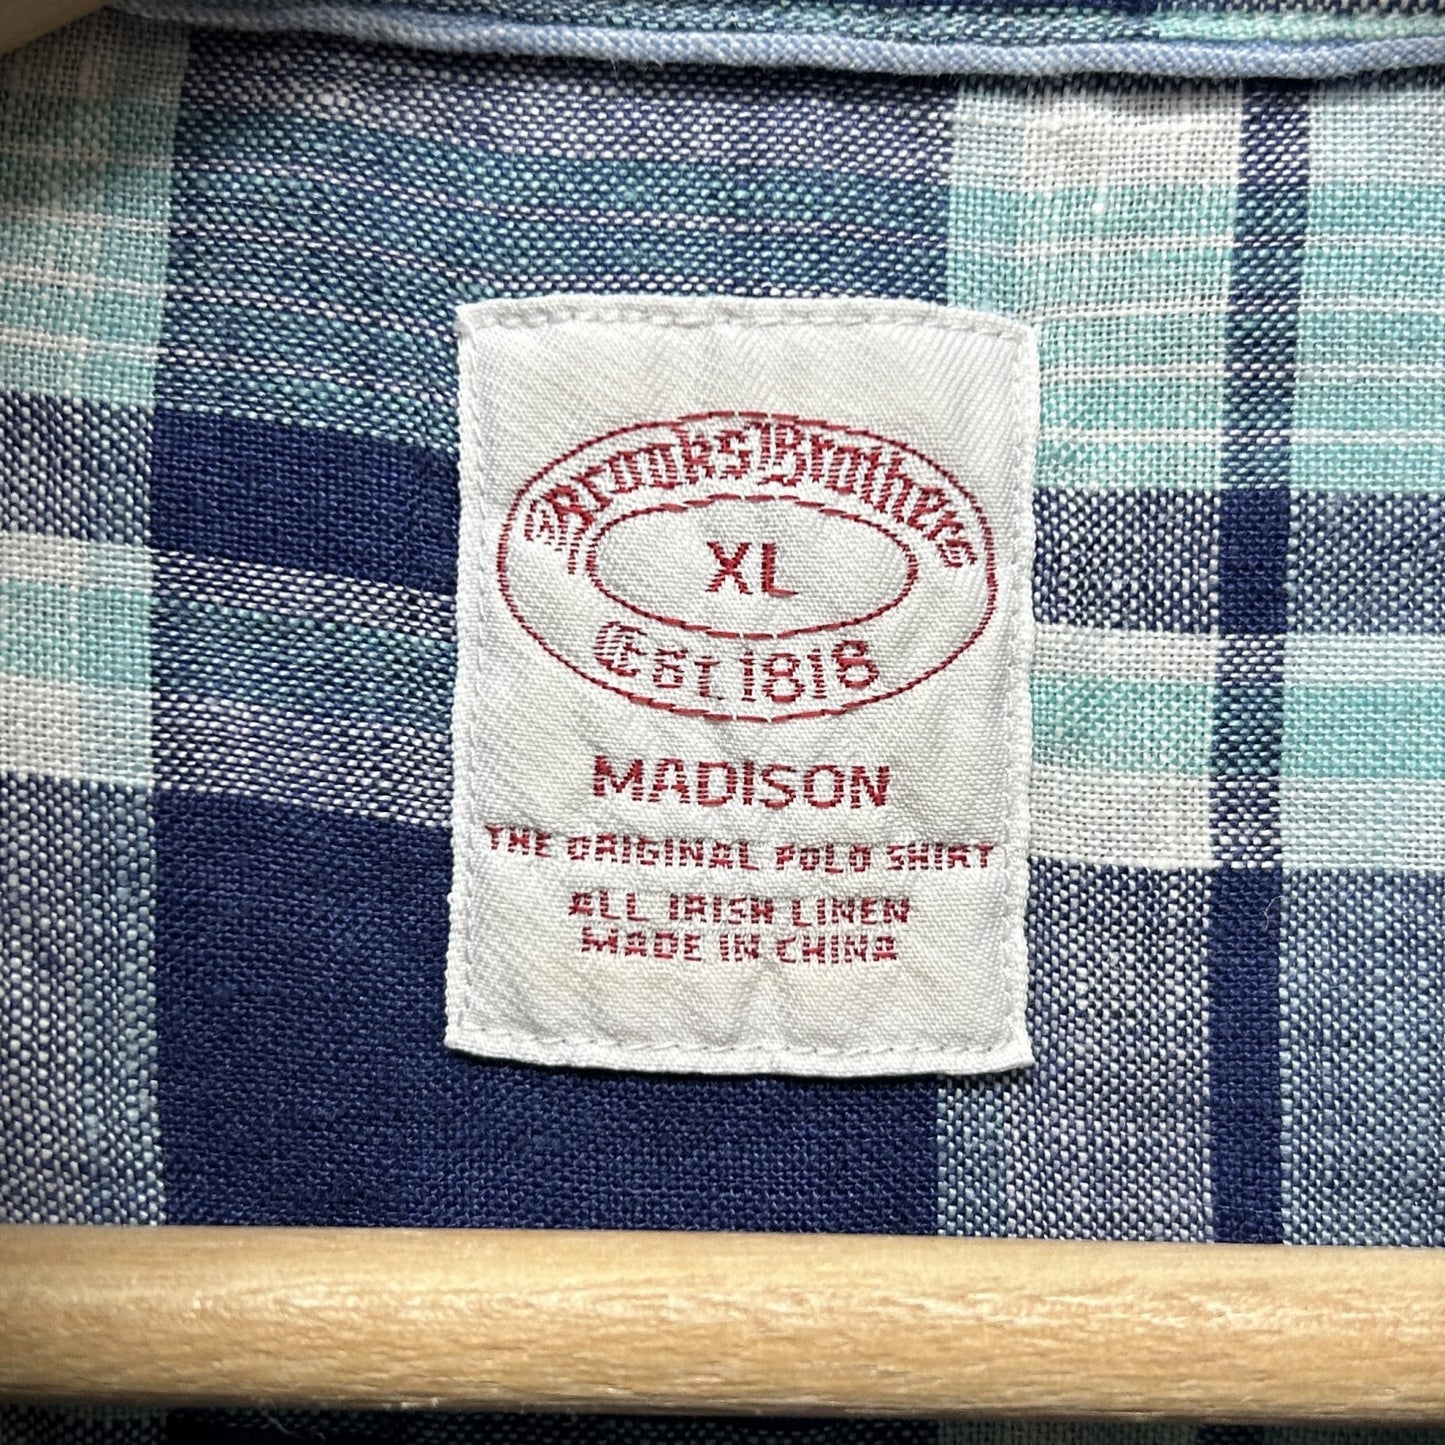 Brooks Brothers
XL
Est. 1818
MADISON
THE ORIGINAL POLO SHIRT
ALL IRISH LINEN
MADE IN CHINA